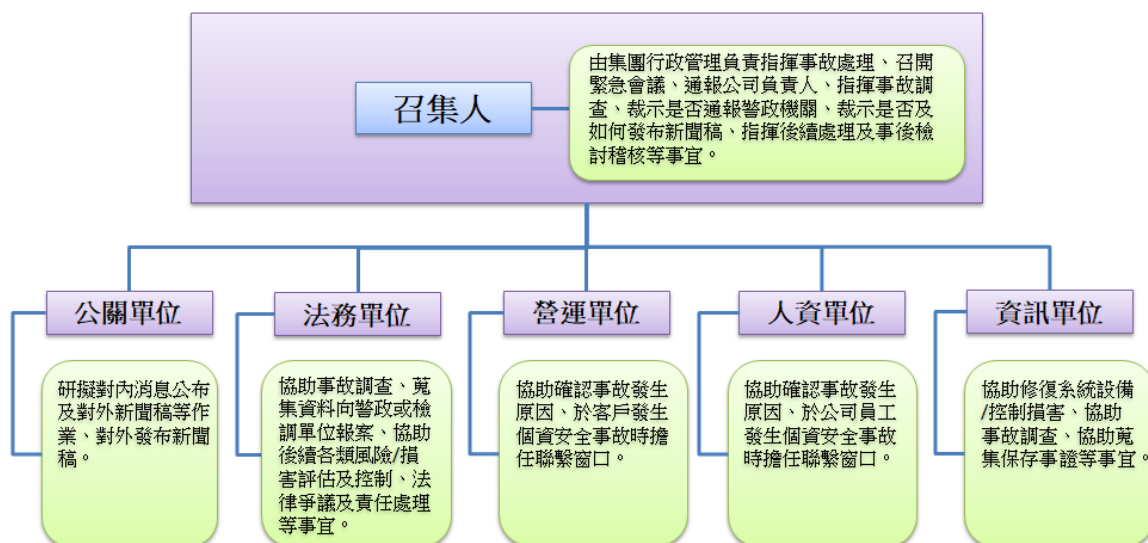 召集人
由集團行政管理負責指揮事故處理、召開
緊急會議、通報公司負責人、指揮事故調
查、裁示是否通報警政機關、裁示是否及
如何發布新聞稿、指揮後續處理及事後檢
討稽核等事宜。
公關單位
研擬對內消息公布
及對外新聞稿等作
業、對外發布新聞
稿。
法務單位
協助事故調查、蒐
集資料向警政或檢
調單位報案、協助
後續各類風險/損
害評估及控制、法
律爭議及責任處理
等事宜。
營運單位
協助確認事故發生
原因、於客戶發生
個資安全事故時擔
任聯繫窗口。
人資單位
協助確認事故發生
原因、於公司員工
發生個資安全事故
時擔任聯繫窗口。
資訊單位
協助修復系統設備
/控制損害、協助
事故調查、協助蒐
集保存事證等事宜。